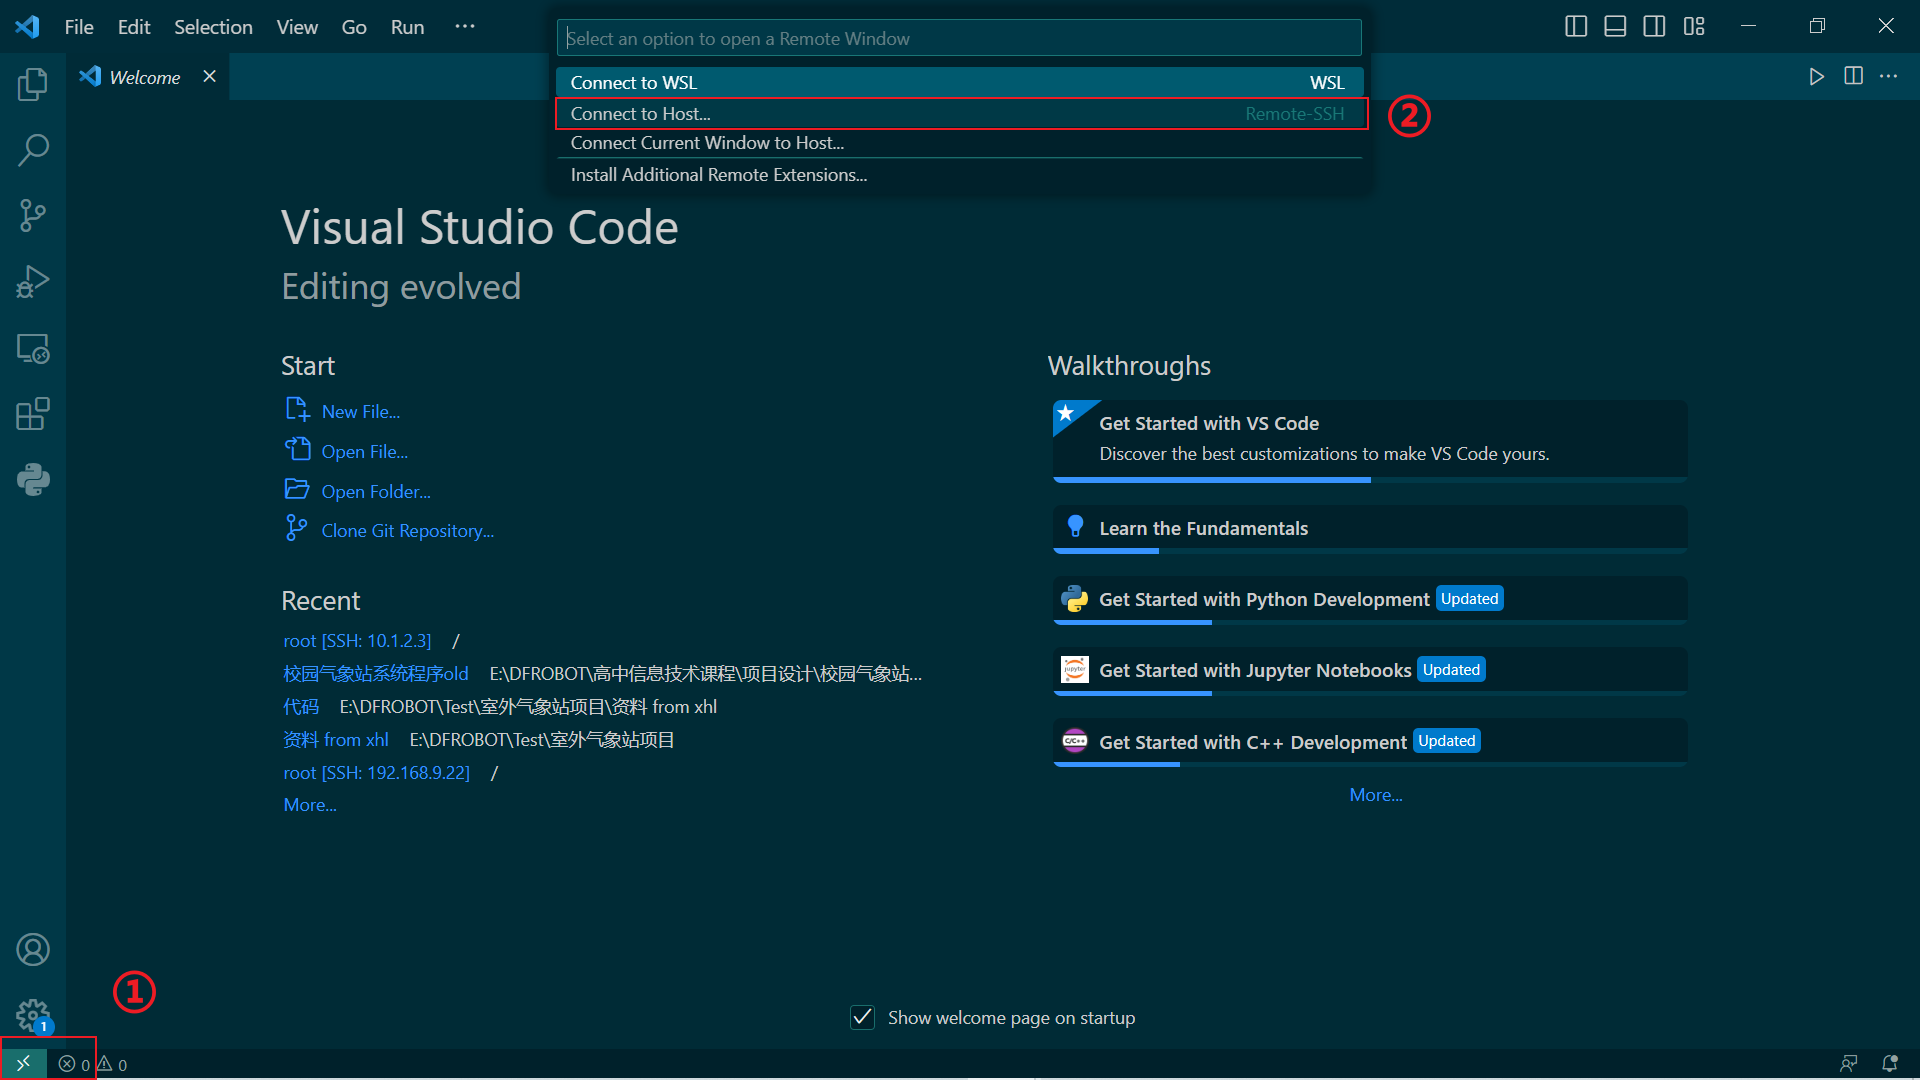 File Edit Selection View Go Run ···
Select an option to open a Remote Window
Welcome
Connect to WSL WSL
Connect to Host... Remote-SSH
②
Connect Current Window to Host...
Install Additional Remote Extensions...
Visual Studio Code
Editing evolved
Start
New File...
Open File...
Open Folder...
Clone Git Repository...
Recent
root [SSH: 10.1.2.3] /
校园气象站系统程序old E:\DFROBOT\高中信息技术课程\项目设计\校园气象站...
代码 E:\DFROBOT\Test\室外气象站项目\资料 from xhl
资料 from xhl E:\DFROBOT\Test\室外气象站项目
root [SSH: 192.168.9.22] /
More...
Walkthroughs
Get Started with VS Code
Discover the best customizations to make VS Code yours.
Learn the Fundamentals
Get Started with Python Development Updated
Get Started with Jupyter Notebooks Updated
Get Started with C++ Development Updated
More...
①
Show welcome page on startup
1
0 0